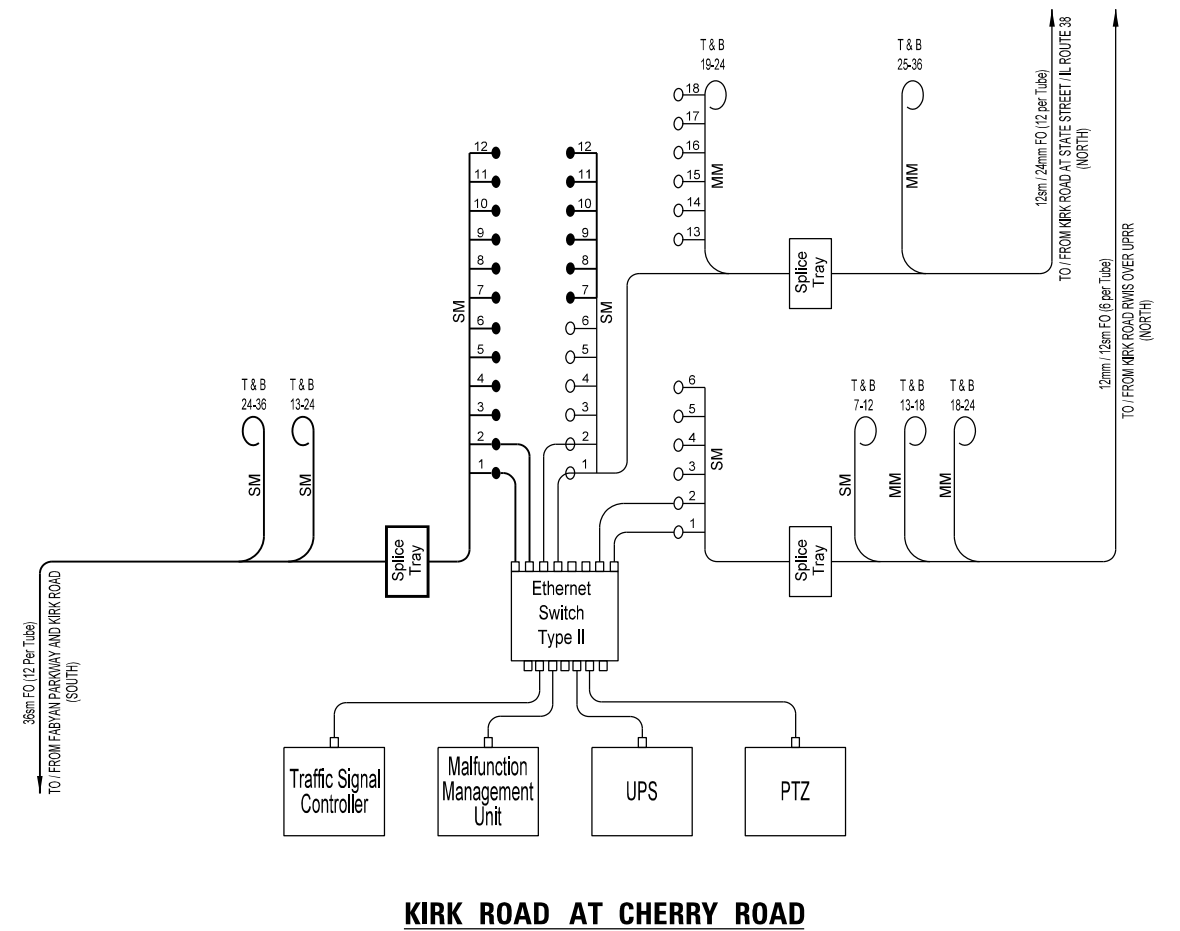 T & B
19-24
T & B
25-36
12sm / 24mm FO (12 per Tube)
TO / FROM KIRK ROAD AT STATE STREET / IL ROUTE 38
(NORTH)
12mm / 12sm FO (6 per Tube)
TO / FROM KIRK ROAD RWIS OVER UPRR
(NORTH)
18
17
16
15
14
13
MM
MM
Splice
Tray
12
11
10
9
8
7
6
5
4
3
2
1
SM
12
11
10
9
8
7
6
5
4
3
2
1
SM
T & B
24-36
T & B
13-24
SM
SM
Splice
Tray
6
5
4
3
2
1
SM
T & B
7-12
T & B
13-18
T & B
18-24
SM
MM
MM
Splice
Tray
36sm FO (12 Per Tube)
TO / FROM FABYAN PARKWAY AND KIRK ROAD
(SOUTH)
Ethernet
Switch
Type II
Traffic Signal
Controller
Malfunction
Management
Unit
UPS
PTZ
KIRK ROAD AT CHERRY ROAD